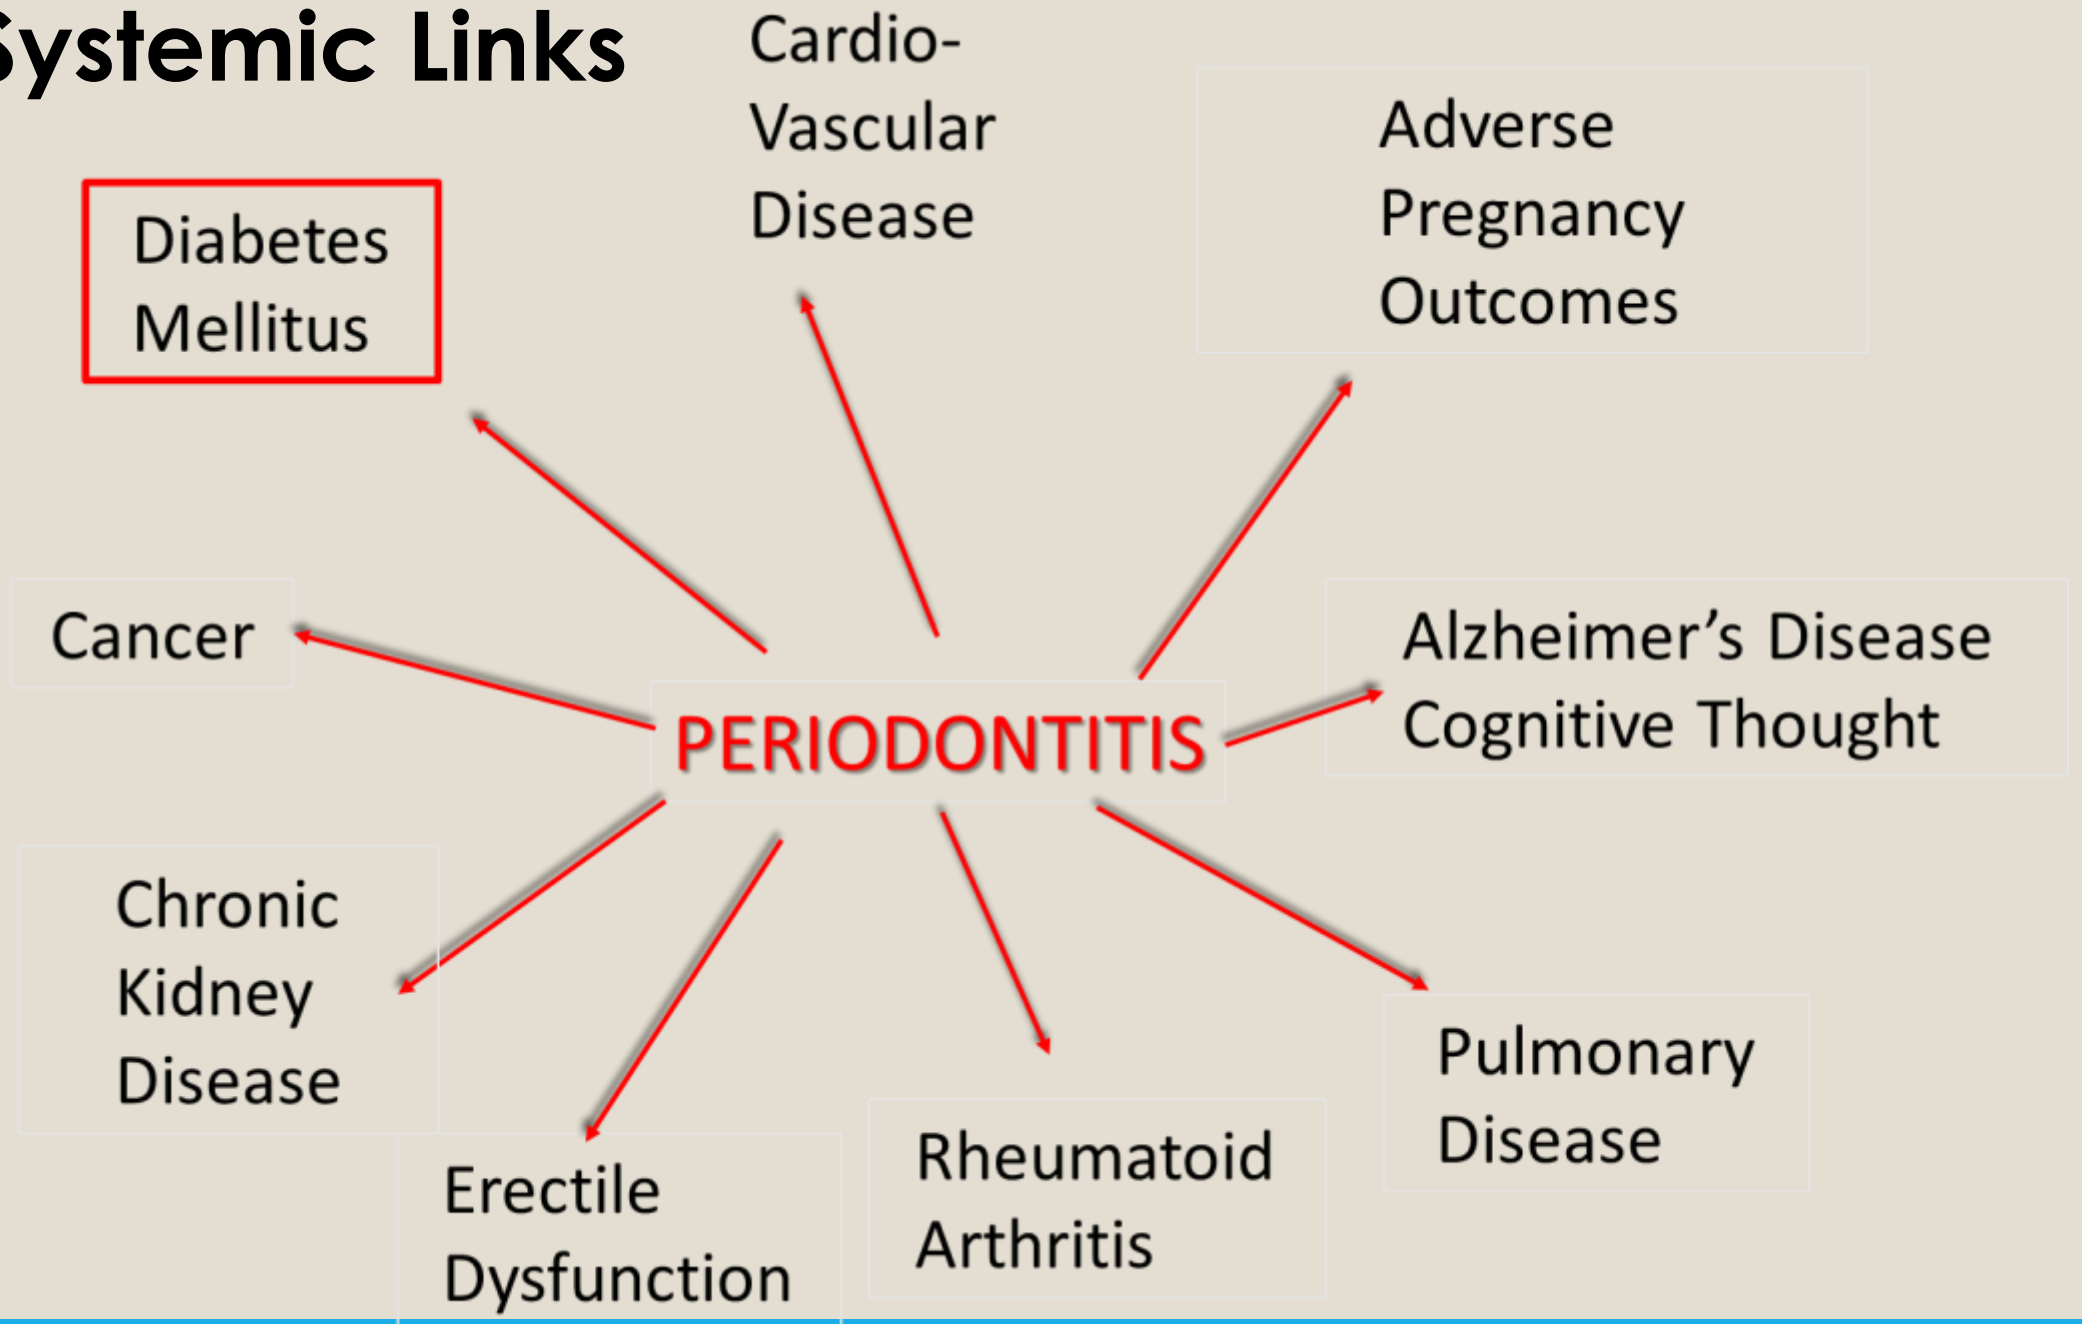 Systemic Links
Cardio-
Vascular
Disease
Adverse
Pregnancy
Outcomes
Diabetes
Mellitus
Cancer
Alzheimer’s Disease
Cognitive Thought
PERIODONTITIS
Chronic
Kidney
Disease
Erectile
Dysfunction
Rheumatoid
Arthritis
Pulmonary
Disease